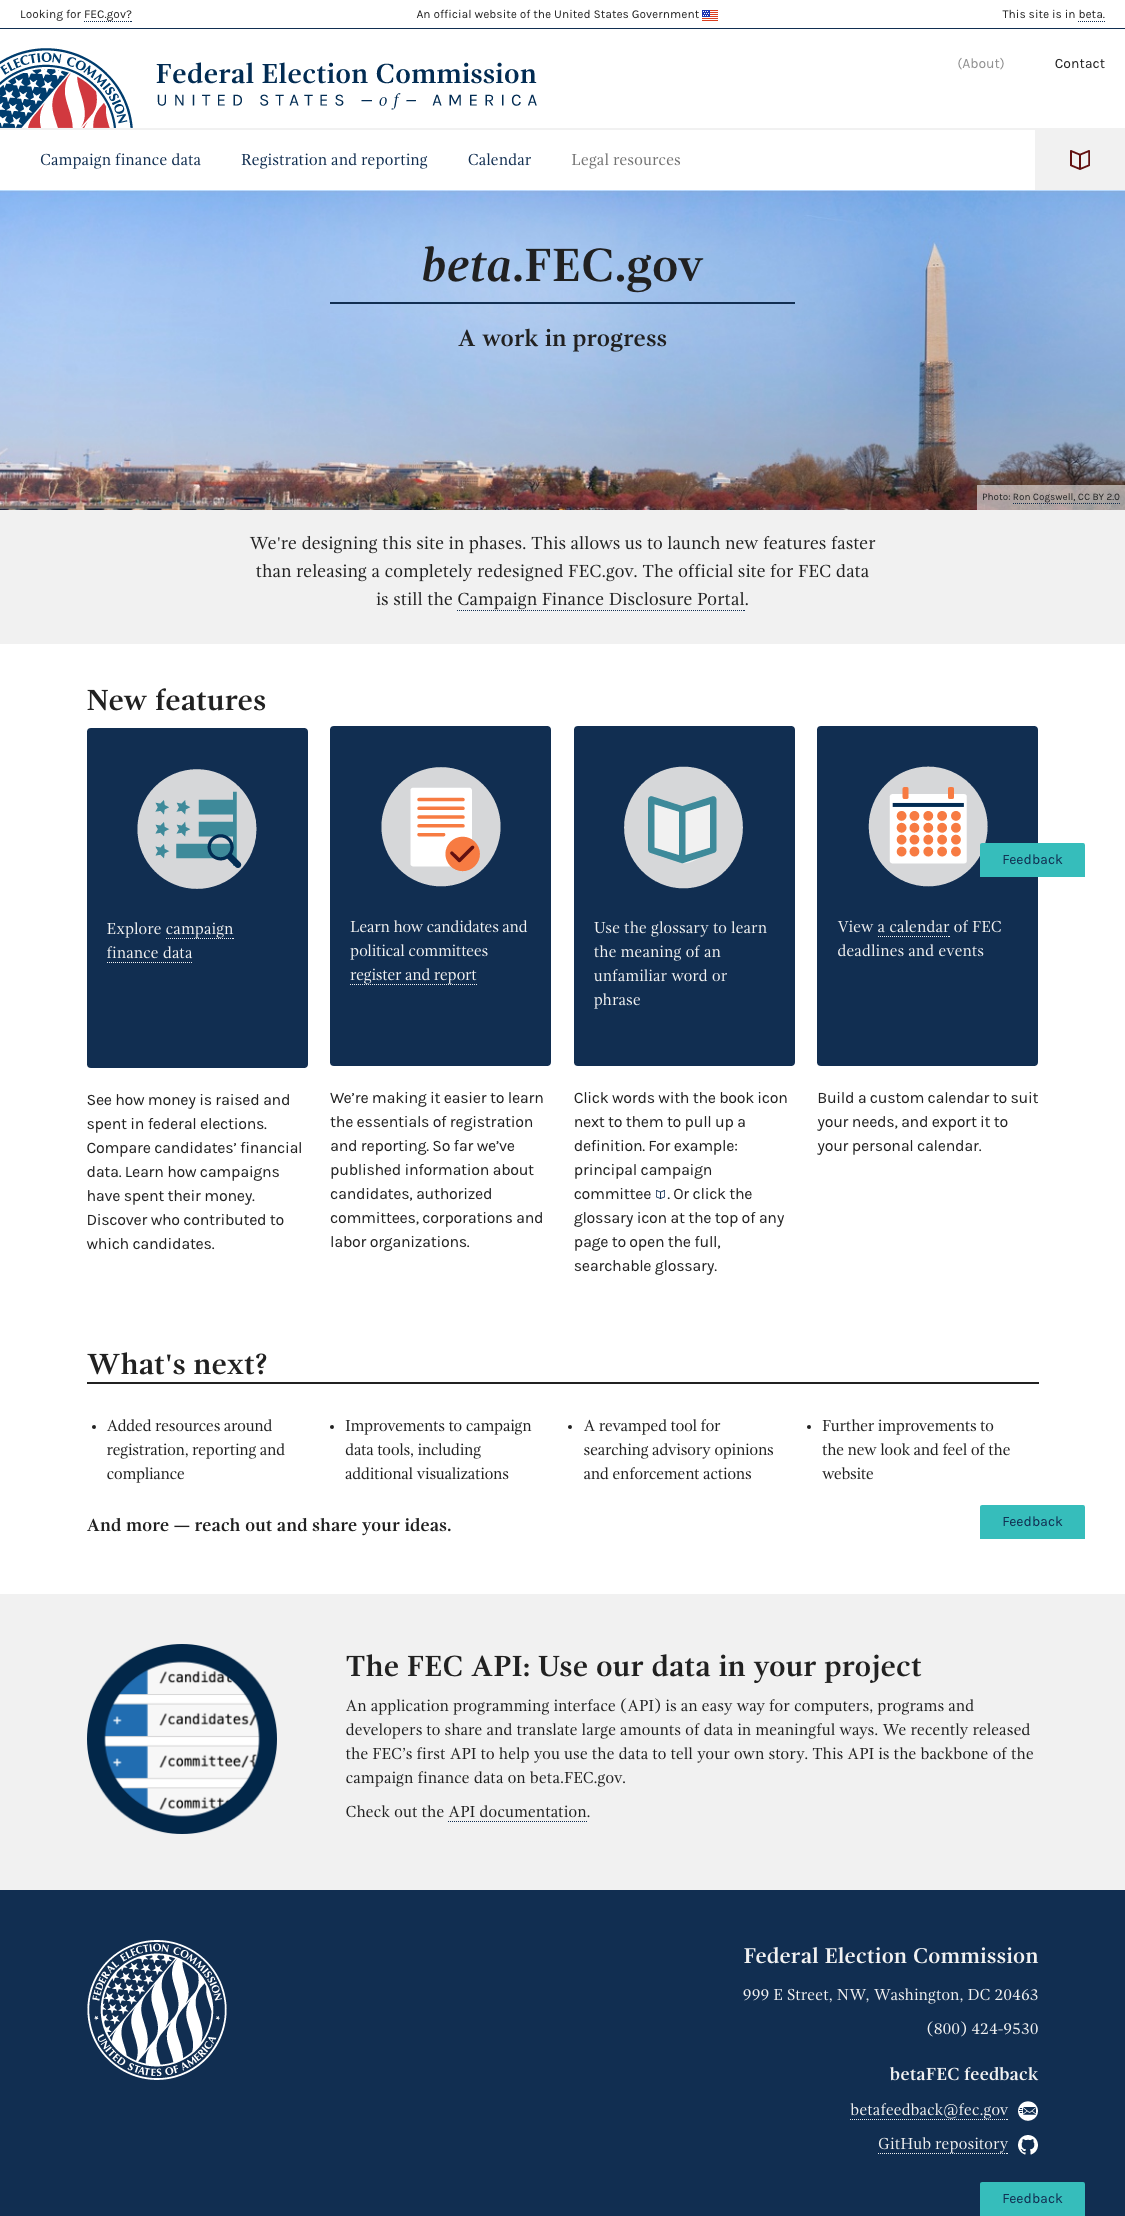 Looking for FEC.gov?
An official website of the United States Government
This site is in beta.
ELECTION COMMISSION
Federal Election Commission
UNITED STATES —of— AMERICA
(About)
Contact
Campaign finance data
Registration and reporting
Calendar
Legal resources
beta.FEC.gov
A work in progress
Photo: Ron Cogswell, CC BY 2.0
We're designing this site in phases. This allows us to launch new features faster
than releasing a completely redesigned FEC.gov. The official site for FEC data
is still the Campaign Finance Disclosure Portal.
New features
Explore campaign
finance data
See how money is raised and
spent in federal elections.
Compare candidates’ financial
data. Learn how campaigns
have spent their money.
Discover who contributed to
which candidates.
Learn how candidates and
political committees
register and report
We’re making it easier to learn
the essentials of registration
and reporting. So far we’ve
published information about
candidates, authorized
committees, corporations and
labor organizations.
Use the glossary to learn
the meaning of an
unfamiliar word or
phrase
Click words with the book icon
next to them to pull up a
definition. For example:
principal campaign
committee . Or click the
glossary icon at the top of any
page to open the full,
searchable glossary.
View a calendar of FEC
deadlines and events
Feedback
Build a custom calendar to suit
your needs, and export it to
your personal calendar.
What's next?
• Added resources around
registration, reporting and
compliance
• Improvements to campaign
data tools, including
additional visualizations
• A revamped tool for
searching advisory opinions
and enforcement actions
• Further improvements to
the new look and feel of the
website
And more — reach out and share your ideas.
Feedback
/candidat
+ /candidates/
+ /committee/{
/committ
The FEC API: Use our data in your project
An application programming interface (API) is an easy way for computers, programs and
developers to share and translate large amounts of data in meaningful ways. We recently released
the FEC’s first API to help you use the data to tell your own story. This API is the backbone of the
campaign finance data on beta.FEC.gov.
Check out the API documentation.
FEDERAL ELECTION COMMISSION
UNITED STATES OF AMERICA
Federal Election Commission
999 E Street, NW, Washington, DC 20463
(800) 424-9530
betaFEC feedback
betafeedback@fec.gov
GitHub repository
Feedback